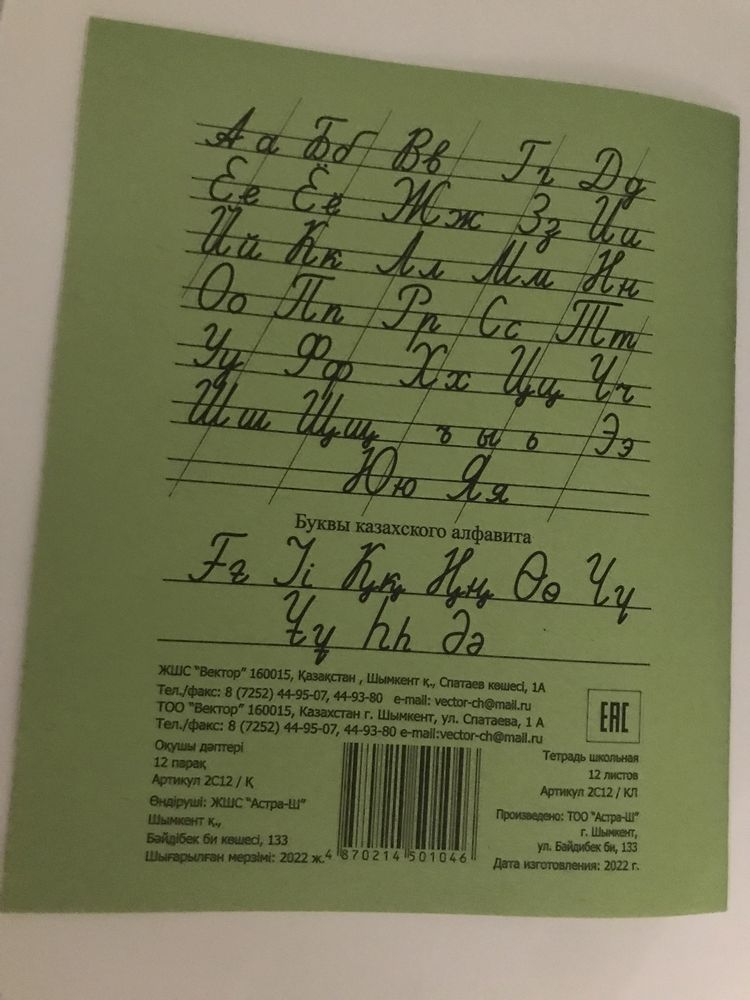 Аа Бб Вв Гг Дд
Ее Ёё Жж Зз Ии
Йй Кк Лл Мм Нн
Оо Пп Рр Сс Тт
Уу Фф Хх Цц Чч
Шш Щщ ъ ы ь Ээ
Юю Яя
Буквы казахского алфавита
Ғғ Іі Ққ Ңң Өө Үү
Ұұ Һһ Әә
ЖШС "Вектор" 160015, Қазақстан , Шымкент қ., Спатаев көшесі, 1А
Тел./факс: 8 (7252) 44-95-07, 44-93-80 e-mail: vector-ch@mail.ru
ТОО "Вектор" 160015, Казахстан г. Шымкент, ул. Спатаева, 1 А
Тел./факс: 8 (7252) 44-95-07, 44-93-80 e-mail:vector-ch@mail.ru
EAC
Оқушы дәптері
12 парақ
Артикул 2С12 / Қ
Өндіруші: ЖШС "Астра-Ш"
Шымкент қ.,
Бәйдібек би көшесі, 133
Шығарылған мерзімі: 2022 ж.
4 870214 501046
Тетрадь школьная
12 листов
Артикул 2С12 / КЛ
Произведено: ТОО "Астра-Ш"
г. Шымкент,
ул. Байдибек би, 133
Дата изготовления: 2022 г.